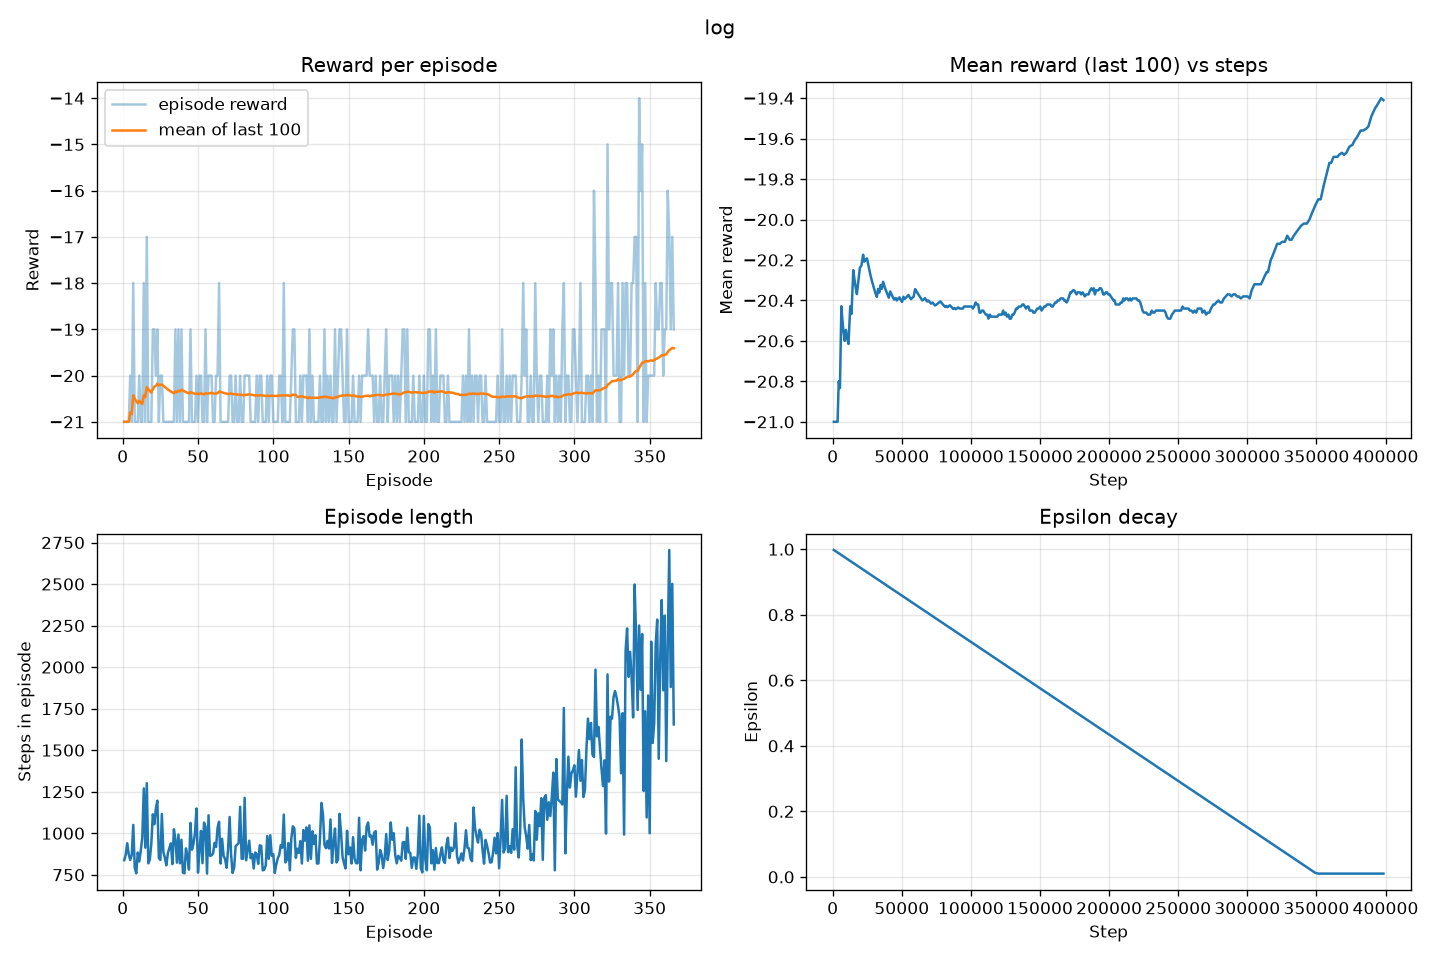 log
Reward per episode
Reward
−14
−15
−16
−17
−18
−19
−20
−21
episode reward
mean of last 100
0 50 100 150 200 250 300 350
Episode
Mean reward (last 100) vs steps
Mean reward
−19.4
−19.6
−19.8
−20.0
−20.2
−20.4
−20.6
−20.8
−21.0
0 50000 100000 150000 200000 250000 300000 350000 400000
Step
Episode length
Steps in episode
2750
2500
2250
2000
1750
1500
1250
1000
750
0 50 100 150 200 250 300 350
Episode
Epsilon decay
Epsilon
1.0
0.8
0.6
0.4
0.2
0.0
0 50000 100000 150000 200000 250000 300000 350000 400000
Step